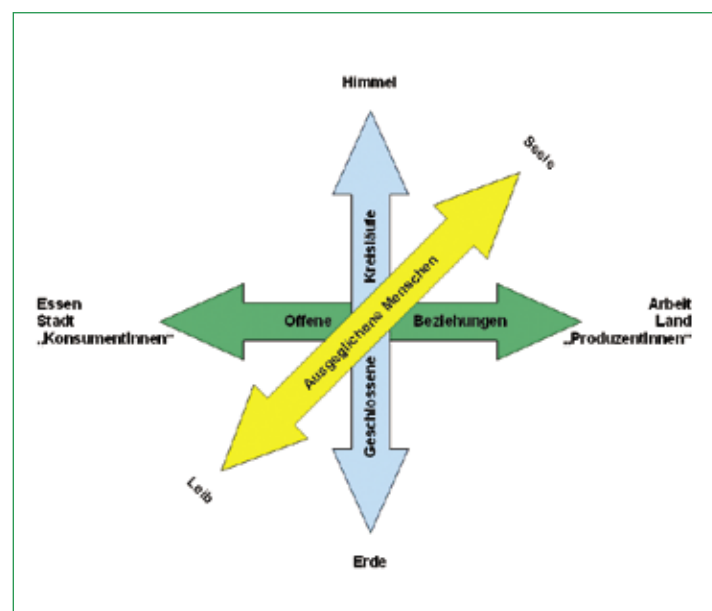 Himmel
Seele
Kreisläufe
Essen
Stadt
„KonsumentInnen“
Offene
Beziehungen
Arbeit
Land
„ProduzentInnen“
Ausgeglichene Menschen
Geschlossene
Leib
Erde